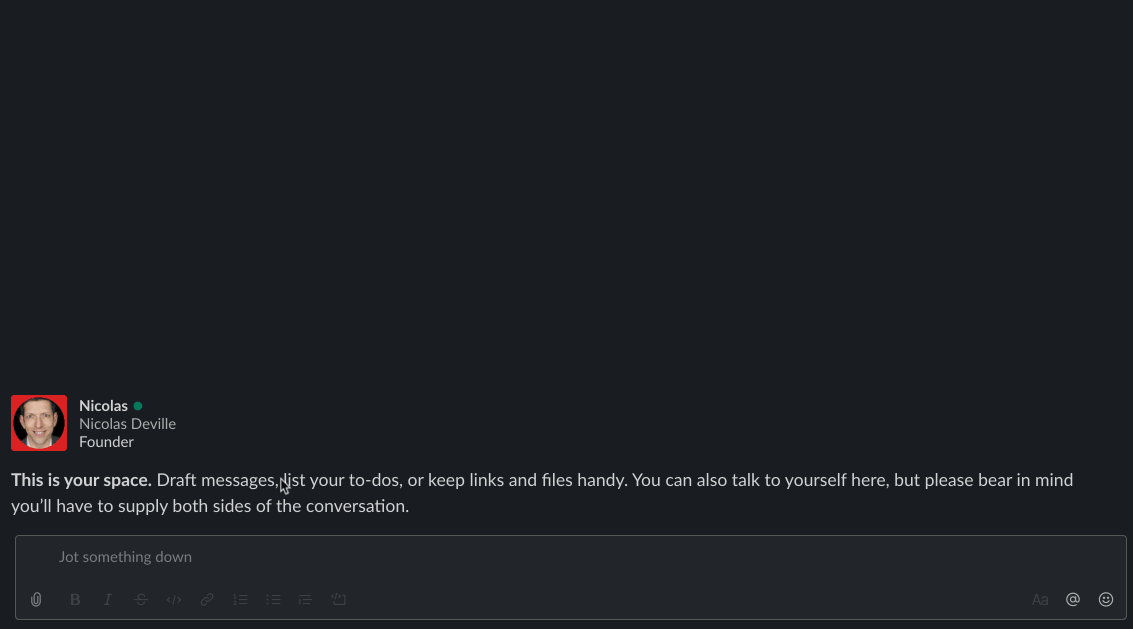 Nicolas
Nicolas Deville
Founder
This is your space. Draft messages, list your to-dos, or keep links and files handy. You can also talk to yourself here, but please bear in mind
you’ll have to supply both sides of the conversation.
Jot something down
B I S </>
Aa @